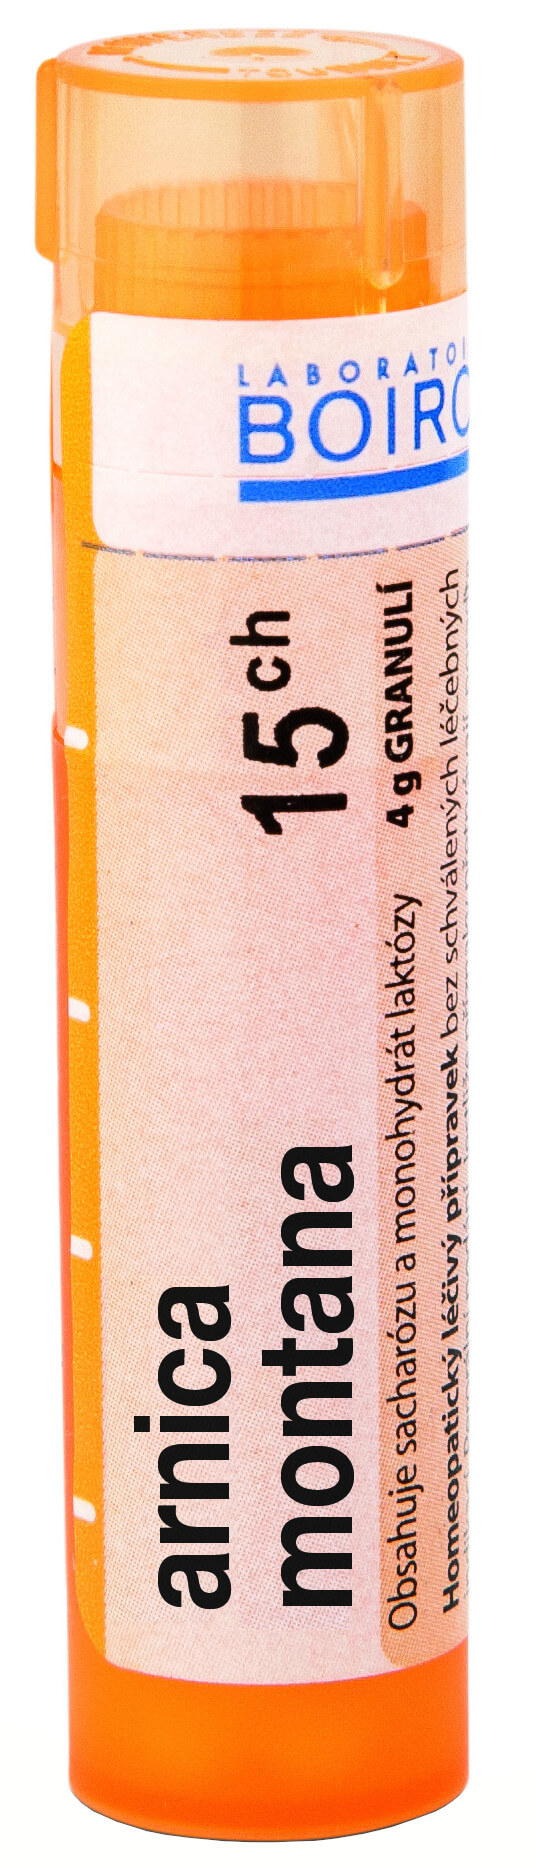 LABORATOI
BOIRO
15 ch
arnica
montana
4 g GRANULÍ
Obsahuje sacharózu a monohydrát laktózy
Homeopatický léčivý přípravek bez schválených léčebných